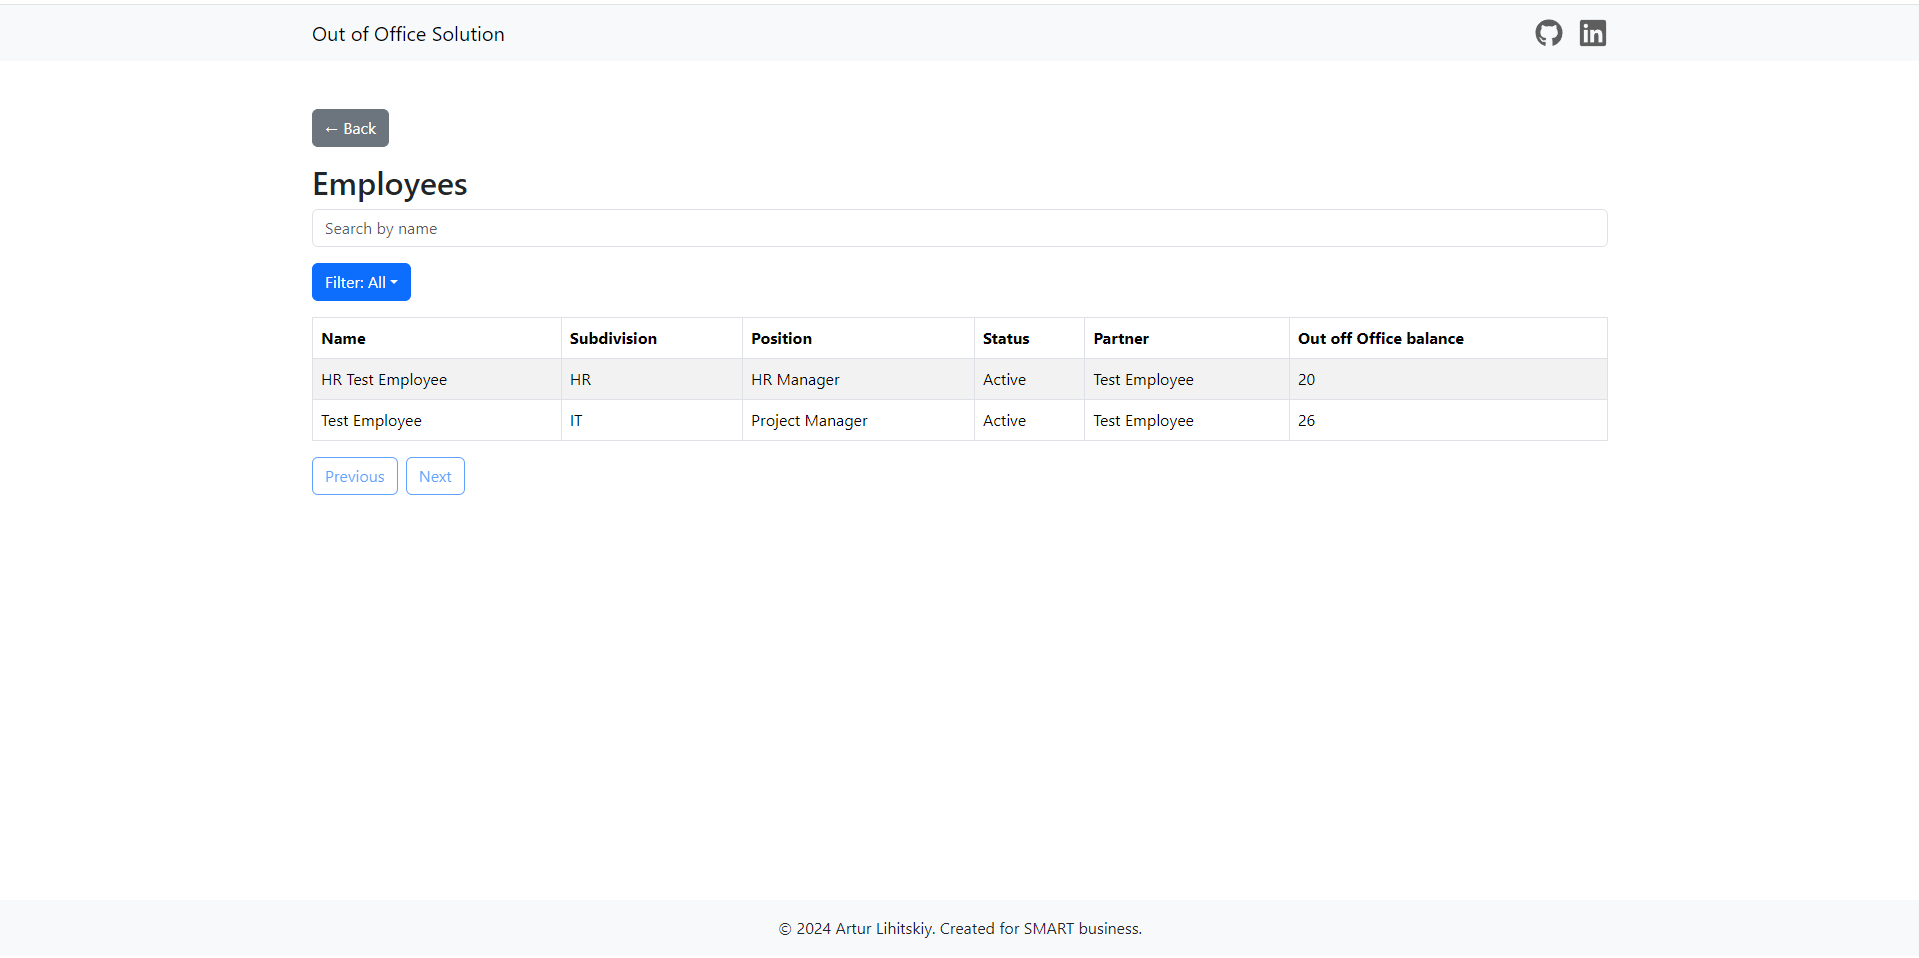 Out of Office Solution
← Back
Employees
Search by name
Filter: All
Name Subdivision Position Status Partner Out off Office balance
HR Test Employee HR HR Manager Active Test Employee 20
Test Employee IT Project Manager Active Test Employee 26
Previous Next
© 2024 Artur Lihitskiy. Created for SMART business.